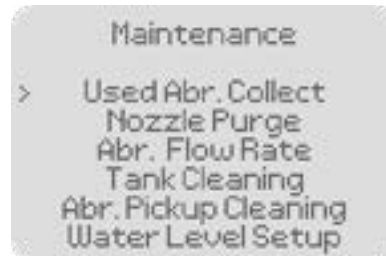 Maintenance
> Used Abr. Collect
Nozzle Purge
Abr. Flow Rate
Tank Cleaning
Abr. Pickup Cleaning
Water Level Setup